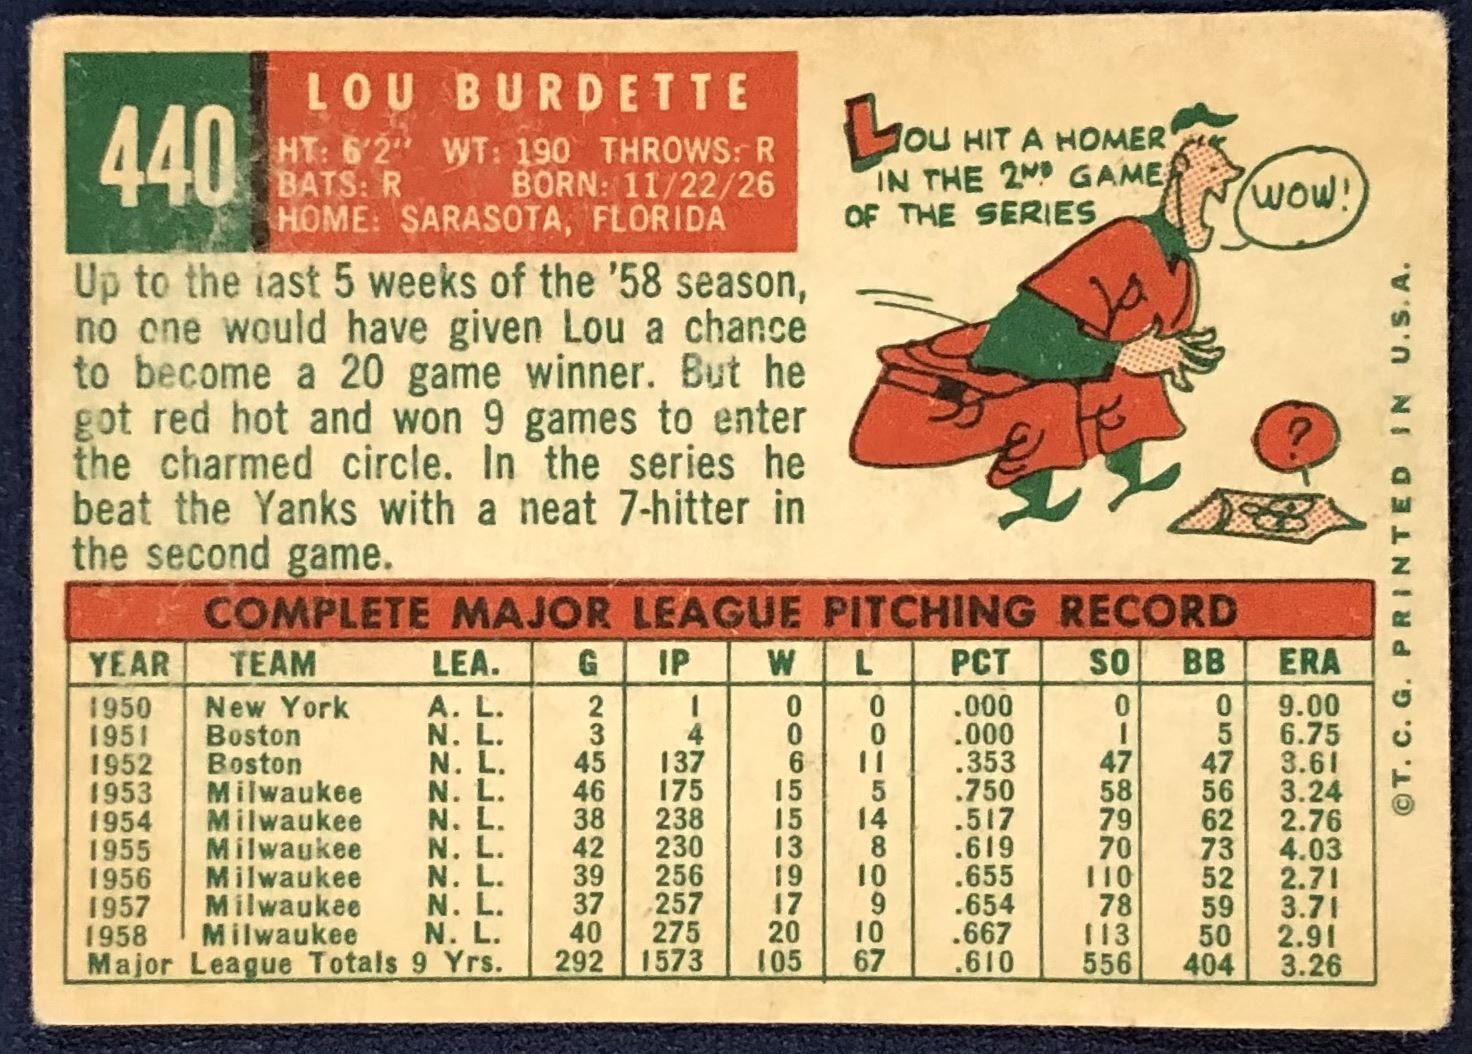 440
LOU BURDETTE
HT: 6'2" WT: 190 THROWS: R
BATS: R BORN: 11/22/26
HOME: SARASOTA, FLORIDA
Up to the last 5 weeks of the '58 season,
no one would have given Lou a chance
to become a 20 game winner. But he
got red hot and won 9 games to enter
the charmed circle. In the series he
beat the Yanks with a neat 7-hitter in
the second game.
LOU HIT A HOMER
IN THE 2ND GAME
OF THE SERIES
WOW!
?
COMPLETE MAJOR LEAGUE PITCHING RECORD
YEAR TEAM LEA. G IP W L PCT SO BB ERA
1950 New York A. L. 2 1 0 0 .000 0 0 9.00
1951 Boston N. L. 3 4 0 0 .000 1 5 6.75
1952 Boston N. L. 45 137 6 11 .353 47 47 3.61
1953 Milwaukee N. L. 46 175 15 5 .750 58 56 3.24
1954 Milwaukee N. L. 38 238 15 14 .517 79 62 2.76
1955 Milwaukee N. L. 42 230 13 8 .619 70 73 4.03
1956 Milwaukee N. L. 39 256 19 10 .655 110 52 2.71
1957 Milwaukee N. L. 37 257 17 9 .654 78 59 3.71
1958 Milwaukee N. L. 40 275 20 10 .667 113 50 2.91
Major League Totals 9 Yrs. 292 1573 105 67 .610 556 404 3.26
©T.C.G. PRINTED IN U.S.A.